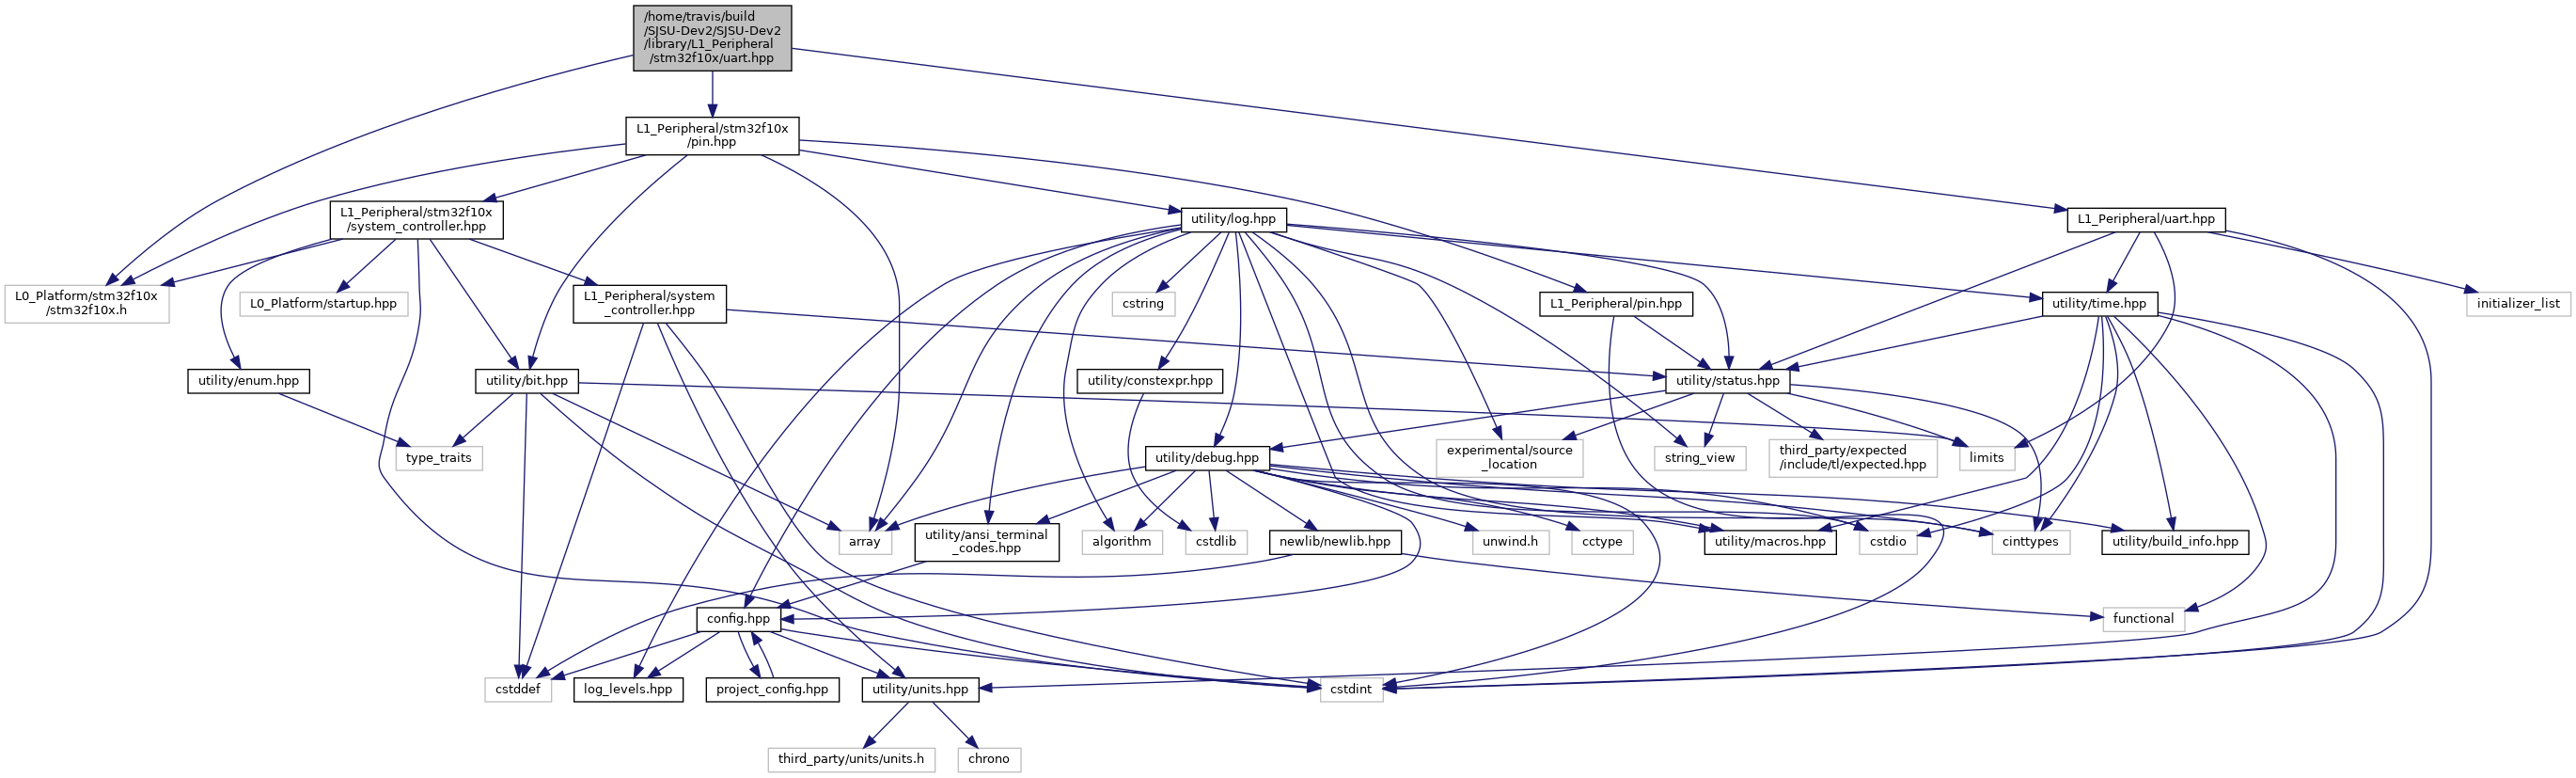 /home/travis/build
/SJSU-Dev2/SJSU-Dev2
/library/L1_Peripheral
/stm32f10x/uart.hpp
L1_Peripheral/stm32f10x
/pin.hpp
L1_Peripheral/stm32f10x
/system_controller.hpp
utility/log.hpp
L1_Peripheral/uart.hpp
L0_Platform/stm32f10x
/stm32f10x.h
L0_Platform/startup.hpp
L1_Peripheral/system
_controller.hpp
cstring
L1_Peripheral/pin.hpp
utility/time.hpp
initializer_list
utility/enum.hpp
utility/bit.hpp
utility/constexpr.hpp
utility/status.hpp
type_traits
utility/debug.hpp
experimental/source
_location
string_view
third_party/expected
/include/tl/expected.hpp
limits
array
utility/ansi_terminal
_codes.hpp
algorithm
cstdlib
newlib/newlib.hpp
unwind.h
cctype
utility/macros.hpp
cstdio
cinttypes
utility/build_info.hpp
config.hpp
functional
cstddef
log_levels.hpp
project_config.hpp
utility/units.hpp
cstdint
third_party/units/units.h
chrono